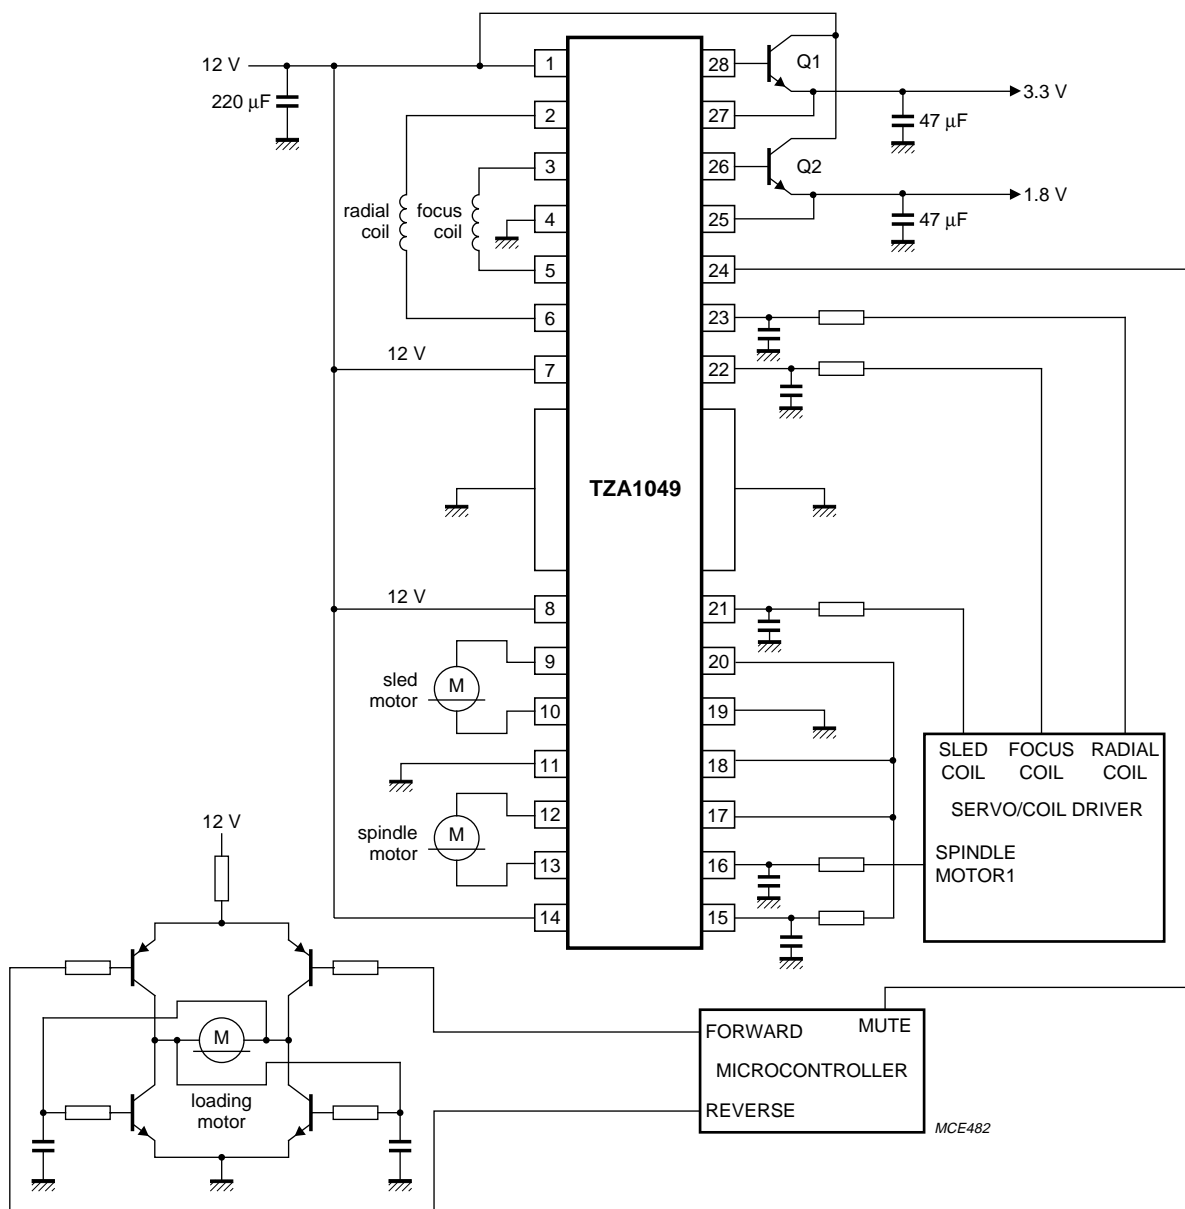 12 V
220 μF
1
28
Q1
3.3 V
2
27
47 μF
3
26
Q2
radial
coil
focus
coil
4
25
1.8 V
47 μF
5
24
6
23
12 V
7
22
TZA1049
12 V
8
21
sled
motor
M
9
20
10
19
11
18
SLED
COIL
FOCUS
COIL
RADIAL
COIL
SERVO/COIL DRIVER
SPINDLE
MOTOR1
spindle
motor
M
12
17
13
16
14
15
12 V
M
loading
motor
FORWARD
MUTE
MICROCONTROLLER
REVERSE
MCE482